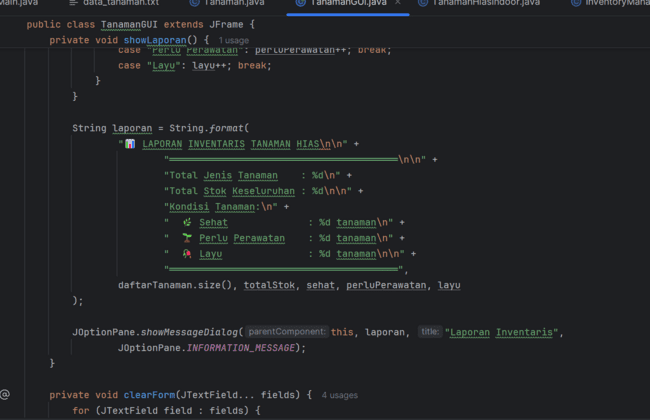 Main.java data_tanaman.txt Tanaman.java TanamanGUI.java TanamanHiasIndoor.java InventoryMana
public class TanamanGUI extends JFrame {
private void showLaporan() { 1 usage
case "Perlu Perawatan": perluPerawatan++; break;
case "Layu": layu++; break;
}
}
String laporan = String.format(
"📊 LAPORAN INVENTARIS TANAMAN HIAS\n\n" +
"════════════════════════════════════════\n\n" +
"Total Jenis Tanaman : %d\n" +
"Total Stok Keseluruhan : %d\n\n" +
"Kondisi Tanaman:\n" +
" 🌿 Sehat : %d tanaman\n" +
" 🌱 Perlu Perawatan : %d tanaman\n" +
" 🥀 Layu : %d tanaman\n\n" +
"════════════════════════════════════════",
daftarTanaman.size(), totalStok, sehat, perluPerawatan, layu
);
JOptionPane.showMessageDialog( parentComponent: this, laporan, title: "Laporan Inventaris",
JOptionPane.INFORMATION_MESSAGE);
}
private void clearForm(JTextField... fields) { 4 usages
for (JTextField field : fields) {